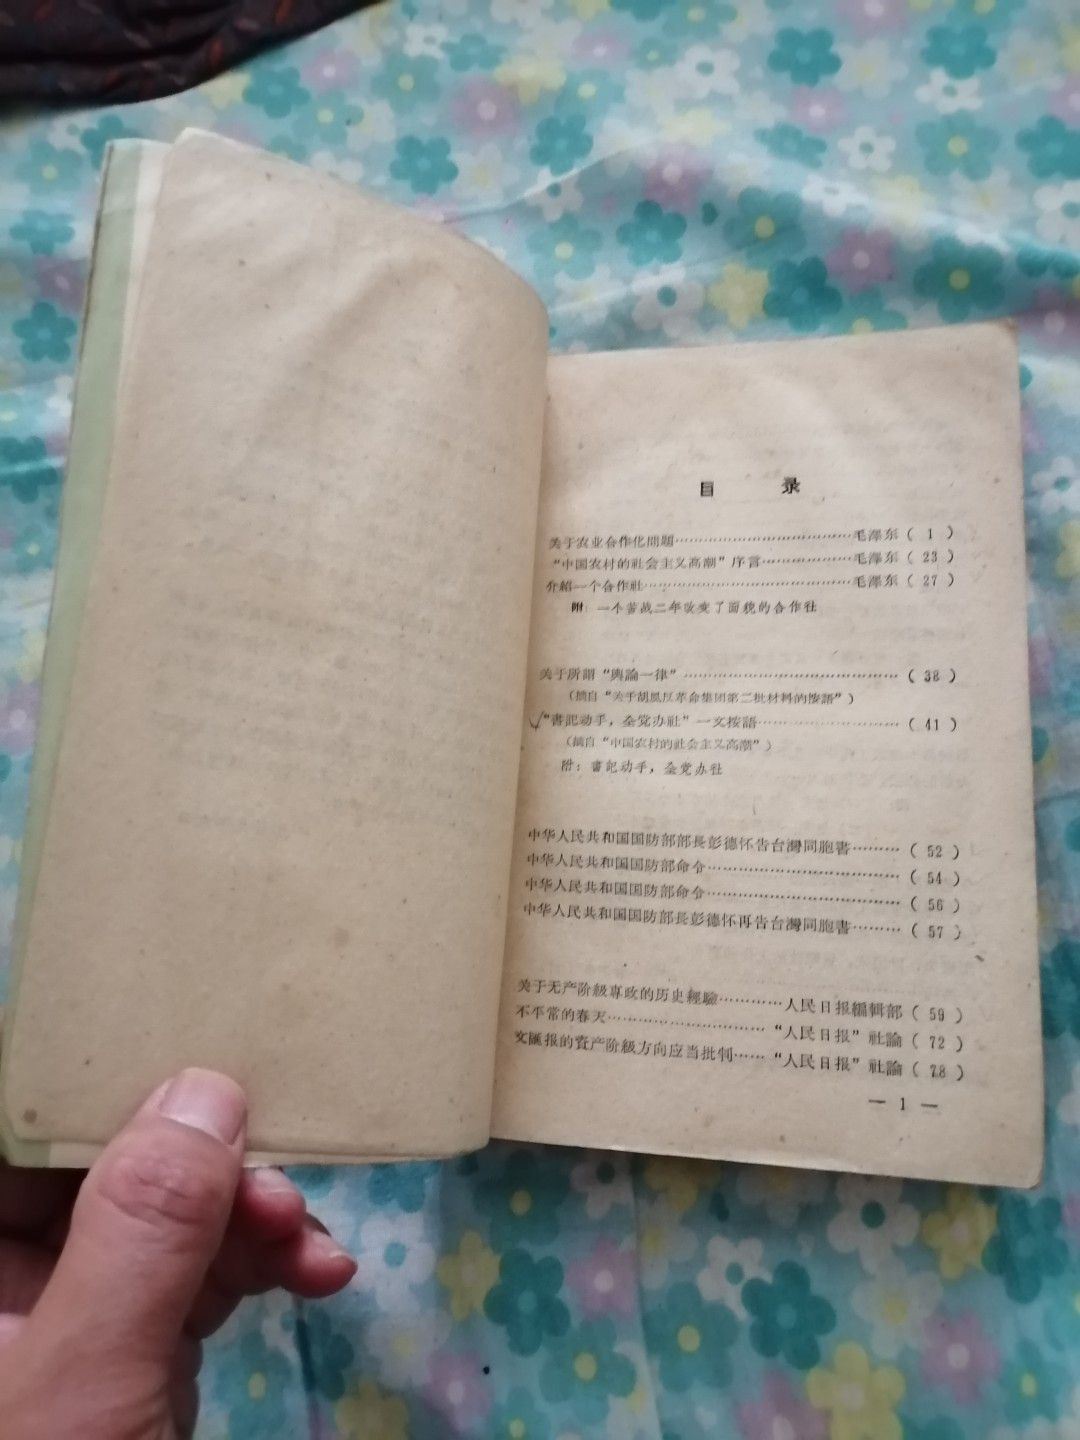 目录
关于农业合作化問題………………………………毛澤东（ 1 ）
“中国农村的社会主义高潮”序言………………毛澤东（ 23 ）
介紹一个合作社……………………………………毛澤东（ 27 ）
附：一个苦战二年改变了面貌的合作社
关于所謂“輿論一律”……………………………………（ 38 ）
（摘自“关于胡風反革命集团第二批材料的按語”）
“書記动手，全党办社”一文按語………………………（ 41 ）
（摘自“中国农村的社会主义高潮”）
附：書記动手，全党办社
中华人民共和国国防部部長彭德怀告台灣同胞書………（ 52 ）
中华人民共和国国防部命令………………………………（ 54 ）
中华人民共和国国防部命令………………………………（ 56 ）
中华人民共和国国防部長彭德怀再告台灣同胞書………（ 57 ）
关于无产阶級專政的历史經驗…………人民日报編輯部（ 59 ）
不平常的春天…………………………“人民日报”社論（ 72 ）
文匯报的資产阶級方向应当批判……“人民日报”社論（ 78 ）
— 1 —